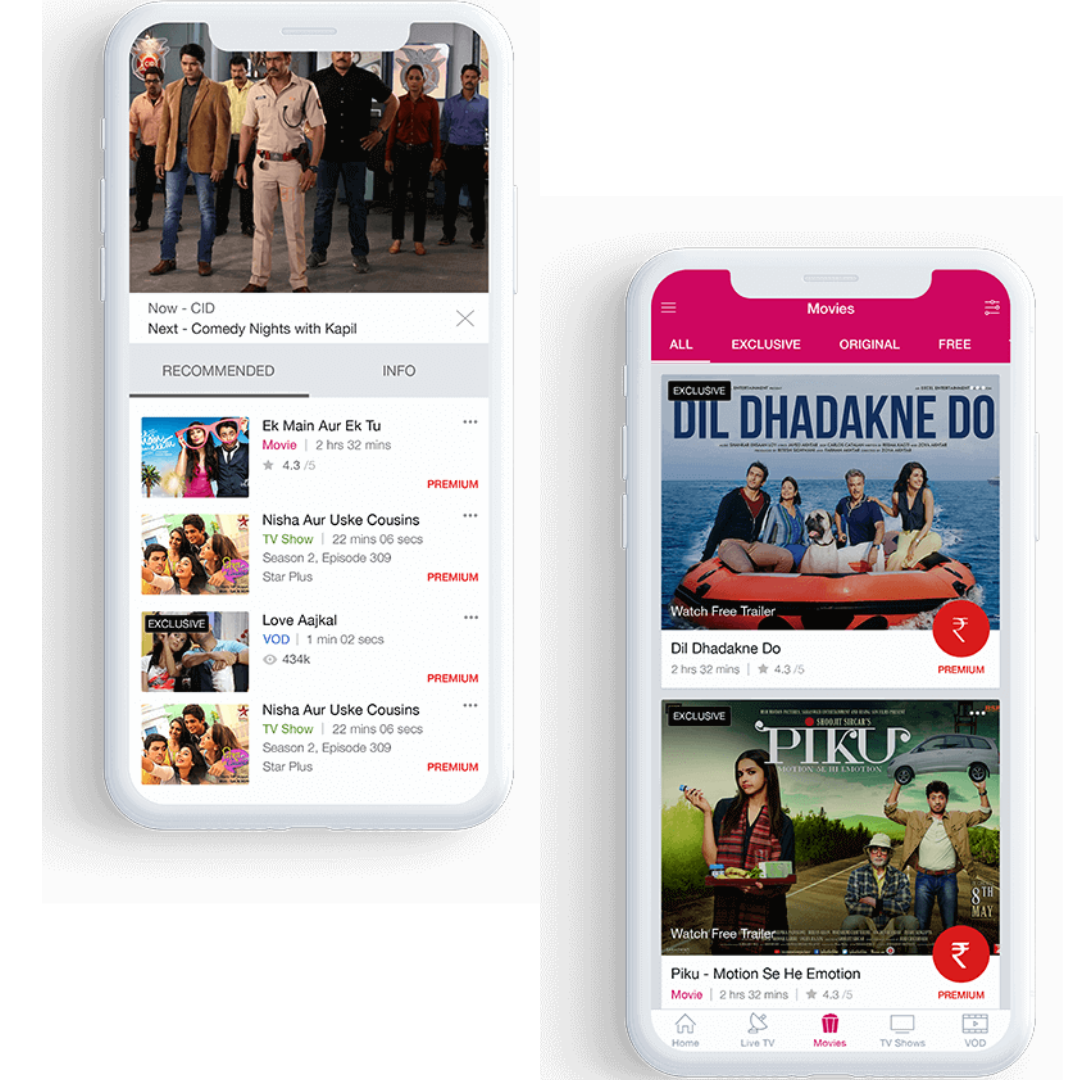 Now - CID
Next - Comedy Nights with Kapil
RECOMMENDED
INFO
Ek Main Aur Ek Tu
Movie | 2 hrs 32 mins
4.3 /5
PREMIUM
Nisha Aur Uske Cousins
TV Show | 22 mins 06 secs
Season 2, Episode 309
Star Plus
PREMIUM
EXCLUSIVE
Love Aajkal
VOD | 1 min 02 secs
434k
PREMIUM
Nisha Aur Uske Cousins
TV Show | 22 mins 06 secs
Season 2, Episode 309
Star Plus
PREMIUM
Movies
ALL
EXCLUSIVE
ORIGINAL
FREE
EXCLUSIVE
DIL DHADAKNE DO
Watch Free Trailer
₹
Dil Dhadakne Do
2 hrs 32 mins | 4.3 /5
PREMIUM
EXCLUSIVE
SHOOJIT SIRCAR'S
PIKU
MOTION SE HI EMOTION
8TH
MAY
Watch Free Trailer
₹
Piku - Motion Se He Emotion
Movie | 2 hrs 32 mins | 4.3 /5
PREMIUM
Home
Live TV
Movies
TV Shows
VOD